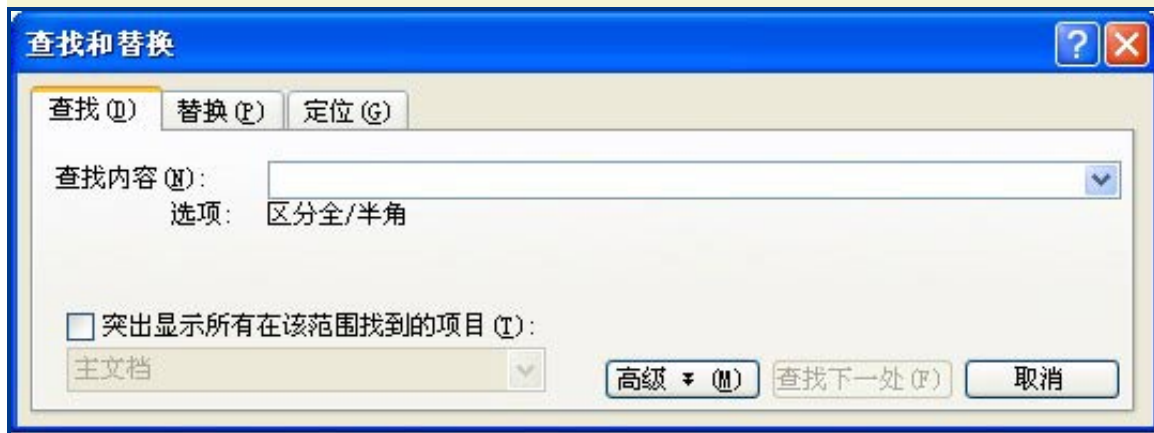 查找和替换
查找(D) 替换(P) 定位(G)
查找内容(N):
选项: 区分全/半角
突出显示所有在该范围找到的项目(T):
主文档
高级 (M) 查找下一处(F) 取消